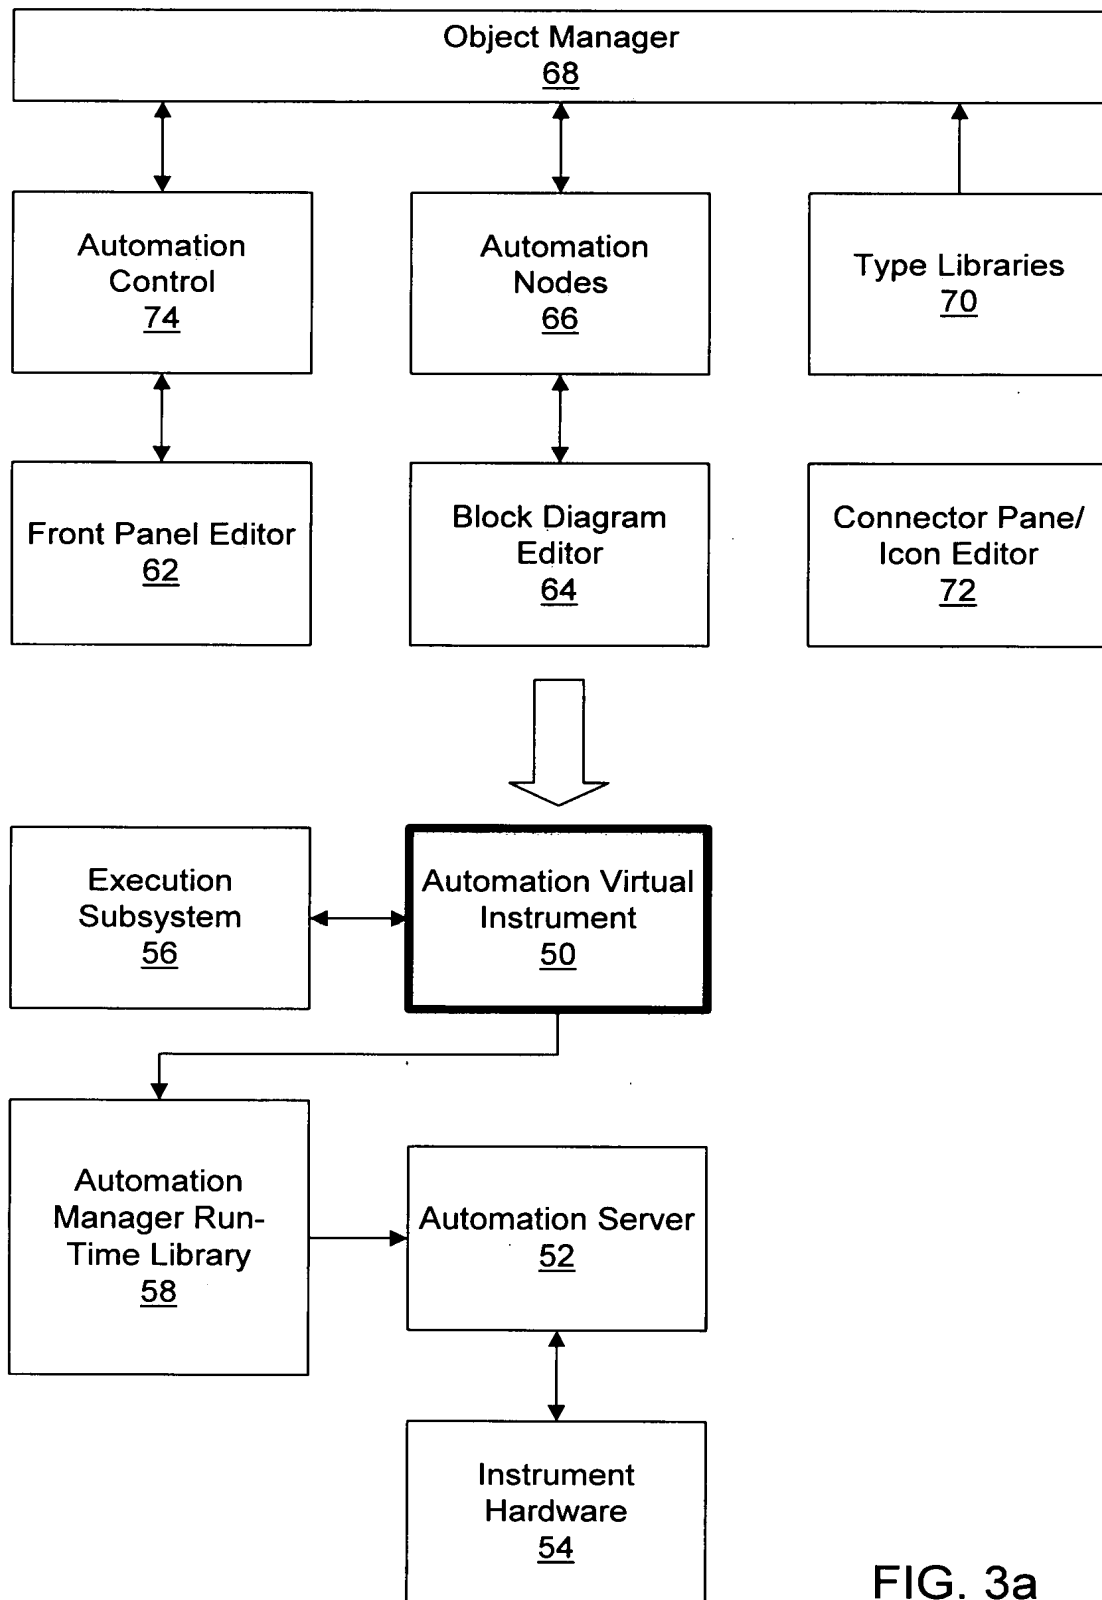 Object Manager
68
Automation
Control
74
Automation
Nodes
66
Type Libraries
70
Front Panel Editor
62
Block Diagram
Editor
64
Connector Pane/
Icon Editor
72
Execution
Subsystem
56
Automation Virtual
Instrument
50
Automation
Manager Run-
Time Library
58
Automation Server
52
Instrument
Hardware
54
FIG. 3a